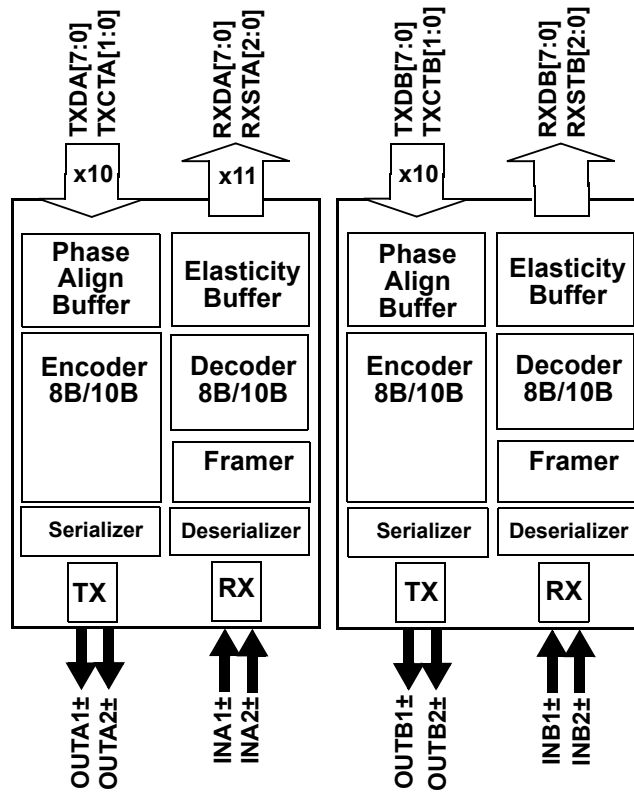 TXDA[7:0]
TXCTA[1:0]
RXDA[7:0]
RXSTA[2:0]
TXDB[7:0]
TXCTB[1:0]
RXDB[7:0]
RXSTB[2:0]
x10
x11
x10
Phase
Align
Buffer
Elasticity
Buffer
Phase
Align
Buffer
Elasticity
Buffer
Encoder
8B/10B
Decoder
8B/10B
Encoder
8B/10B
Decoder
8B/10B
Framer
Framer
Serializer
Deserializer
Serializer
Deserializer
TX
RX
TX
RX
OUTA1±
OUTA2±
INA1±
INA2±
OUTB1±
OUTB2±
INB1±
INB2±